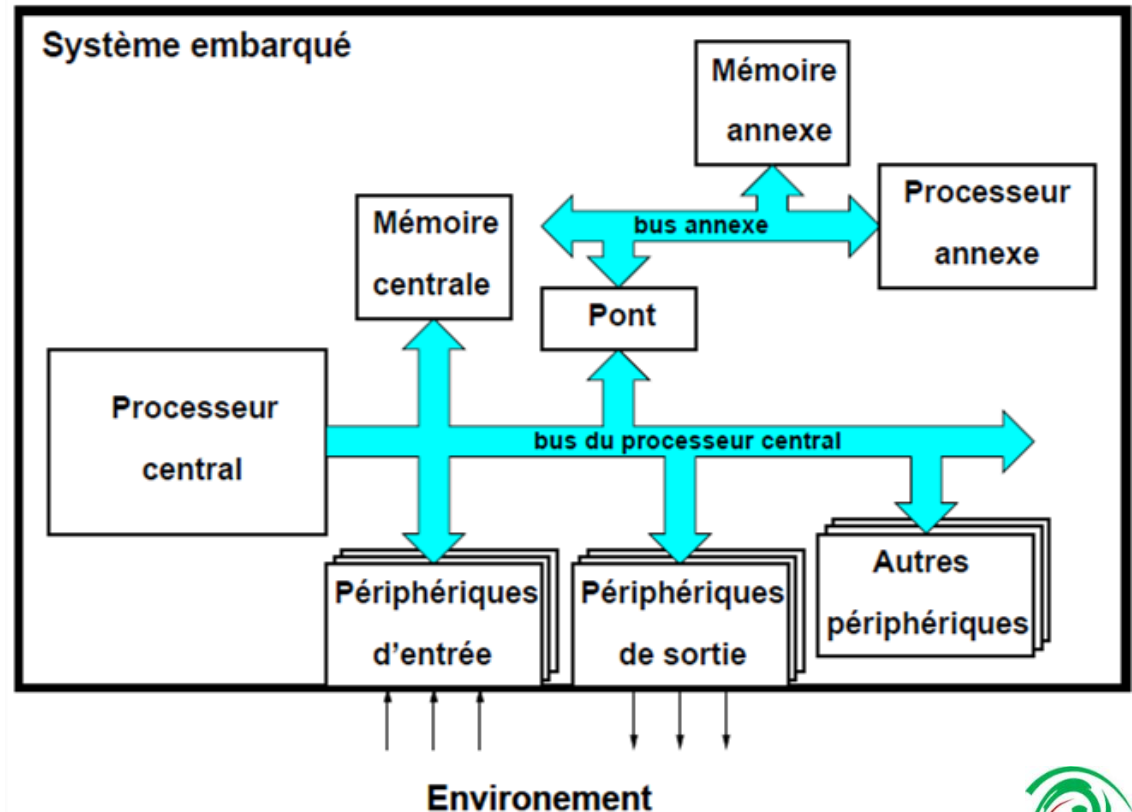 Système embarqué
Mémoire
annexe
Processeur
annexe
bus annexe
Mémoire
centrale
Pont
Processeur
central
bus du processeur central
Périphériques
d'entrée
Périphériques
de sortie
Autres
périphériques
Environement